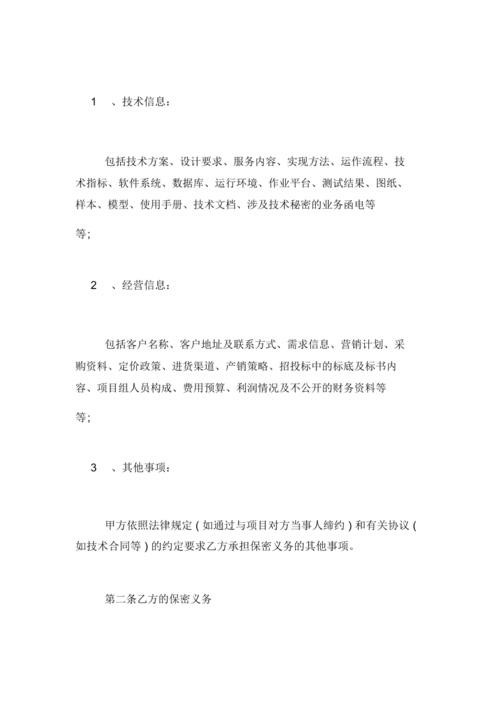 1 、技术信息：
包括技术方案、设计要求、服务内容、实现方法、运作流程、技
术指标、软件系统、数据库、运行环境、作业平台、测试结果、图纸、
样本、模型、使用手册、技术文档、涉及技术秘密的业务函电等
等;
2 、经营信息：
包括客户名称、客户地址及联系方式、需求信息、营销计划、采
购资料、定价政策、进货渠道、产销策略、招投标中的标底及标书内
容、项目组人员构成、费用预算、利润情况及不公开的财务资料等
等;
3 、其他事项：
甲方依照法律规定 ( 如通过与项目对方当事人缔约 ) 和有关协议 (
如技术合同等 ) 的约定要求乙方承担保密义务的其他事项。
第二条乙方的保密义务